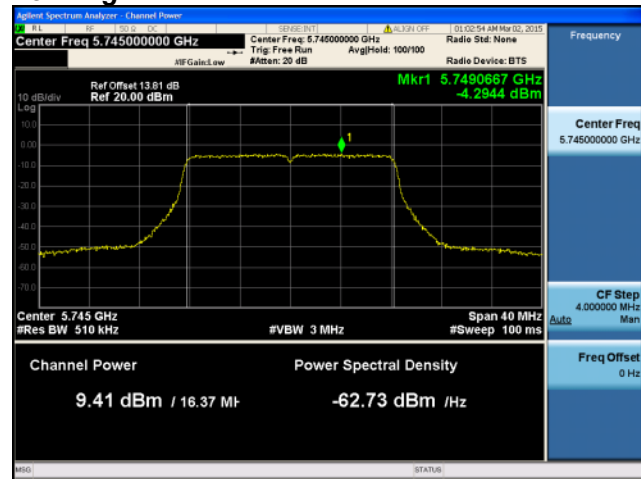 Agilent Spectrum Analyzer - Channel Power
RL RF 50 Ω DC SENSE:INT ALIGN OFF 01:02:54 AM Mar 02, 2015
Center Freq 5.745000000 GHz
Center Freq: 5.745000000 GHz
Radio Std: None
Trig: Free Run Avg|Hold: 100/100
#IFGain:Low #Atten: 20 dB Radio Device: BTS
Ref Offset 13.81 dB
10 dB/div Ref 20.00 dBm
Mkr1 5.7490667 GHz
-4.2944 dBm
Log
10.0
0.00
-10.0
-20.0
-30.0
-40.0
-50.0
-60.0
-70.0
1
Center 5.745 GHz Span 40 MHz
#Res BW 510 kHz #VBW 3 MHz #Sweep 100 ms
Channel Power Power Spectral Density
9.41 dBm / 16.37 MH -62.73 dBm /Hz
MSG STATUS
Frequency
Center Freq
5.745000000 GHz
CF Step
4.000000 MHz
Auto Man
Freq Offset
0 Hz